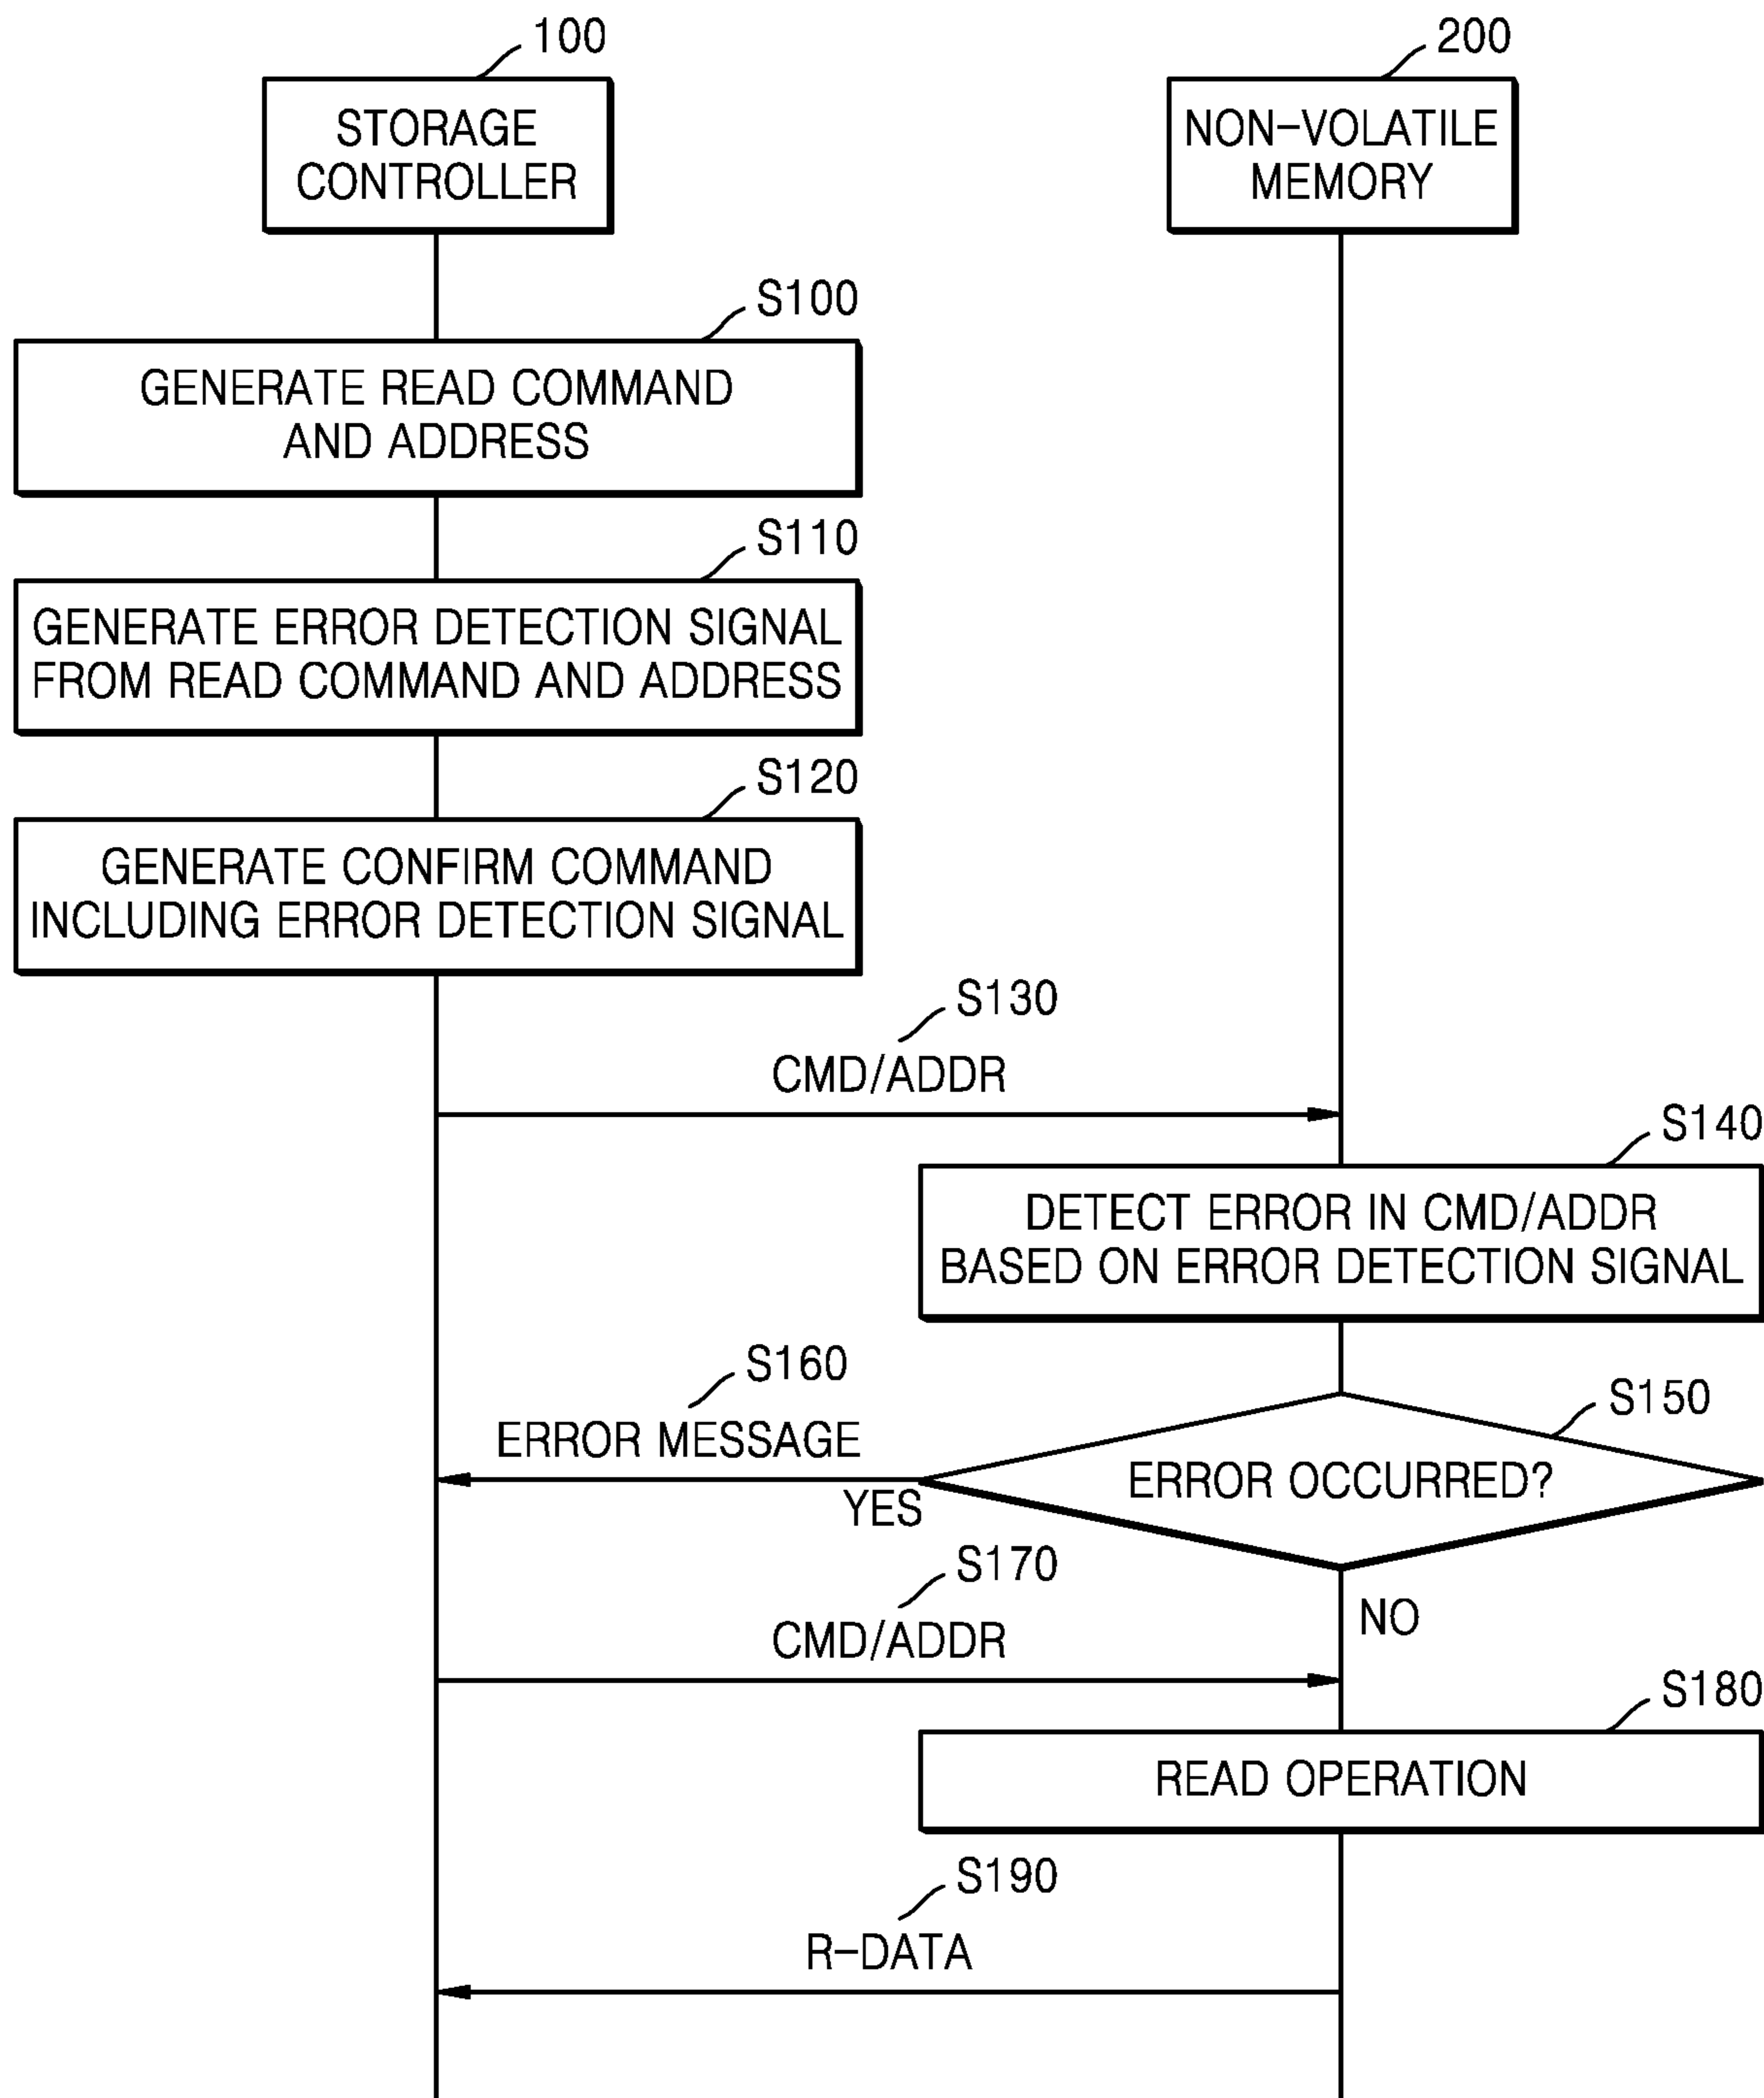 100
200
STORAGE
CONTROLLER
NON-VOLATILE
MEMORY
S100
GENERATE READ COMMAND
AND ADDRESS
S110
GENERATE ERROR DETECTION SIGNAL
FROM READ COMMAND AND ADDRESS
S120
GENERATE CONFIRM COMMAND
INCLUDING ERROR DETECTION SIGNAL
S130
CMD/ADDR
S140
DETECT ERROR IN CMD/ADDR
BASED ON ERROR DETECTION SIGNAL
S160
ERROR MESSAGE
S150
ERROR OCCURRED?
YES
S170
CMD/ADDR
NO
S180
READ OPERATION
S190
R-DATA